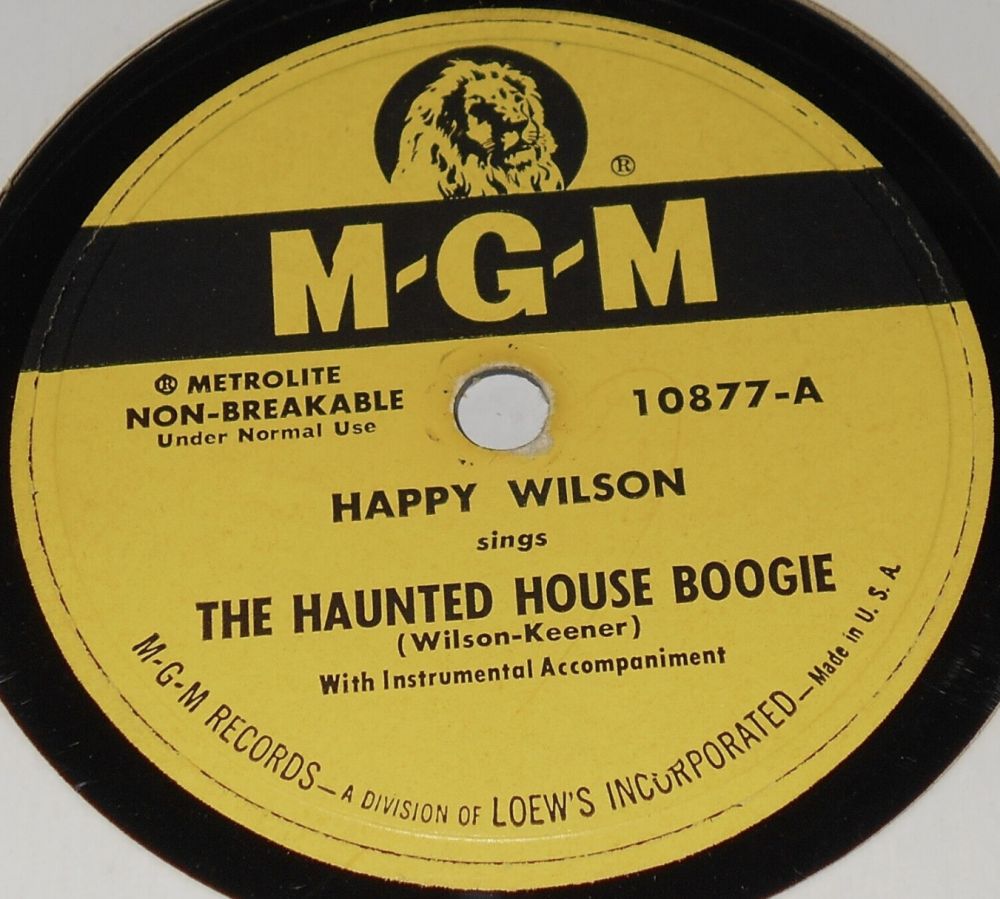 ®
M-G-M
® METROLITE
NON-BREAKABLE
Under Normal Use
10877-A
HAPPY WILSON
sings
THE HAUNTED HOUSE BOOGIE
(Wilson-Keener)
With Instrumental Accompaniment
M-G-M RECORDS—A DIVISION OF LOEW'S INCORPORATED—Made in U. S. A.